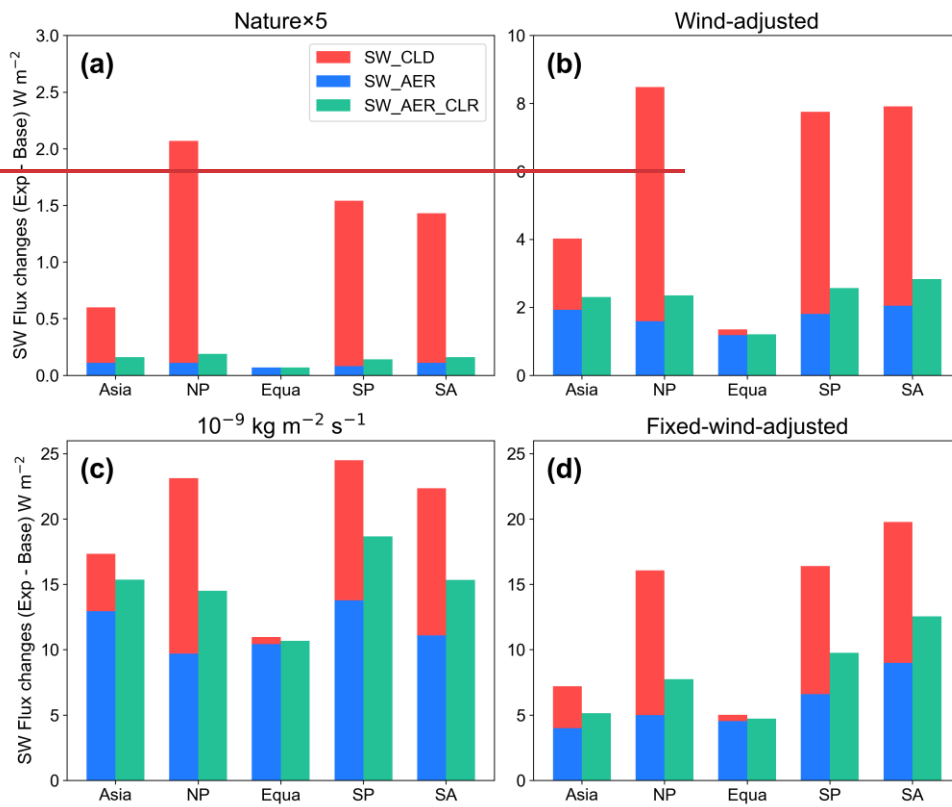 Nature×5
Wind-adjusted
SW Flux changes (Exp - Base) W m⁻²
3.0
2.5
2.0
1.5
1.0
0.5
0.0
(a)
SW_CLD
SW_AER
SW_AER_CLR
Asia NP Equa SP SA
10
8
6
4
2
0
(b)
Asia NP Equa SP SA
10⁻⁹ kg m⁻² s⁻¹
Fixed-wind-adjusted
SW Flux changes (Exp - Base) W m⁻²
25
20
15
10
5
0
(c)
Asia NP Equa SP SA
25
20
15
10
5
0
(d)
Asia NP Equa SP SA